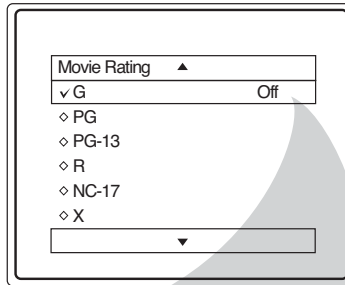 Movie Rating ▲
✓ G Off
◇ PG
◇ PG-13
◇ R
◇ NC-17
◇ X
▼